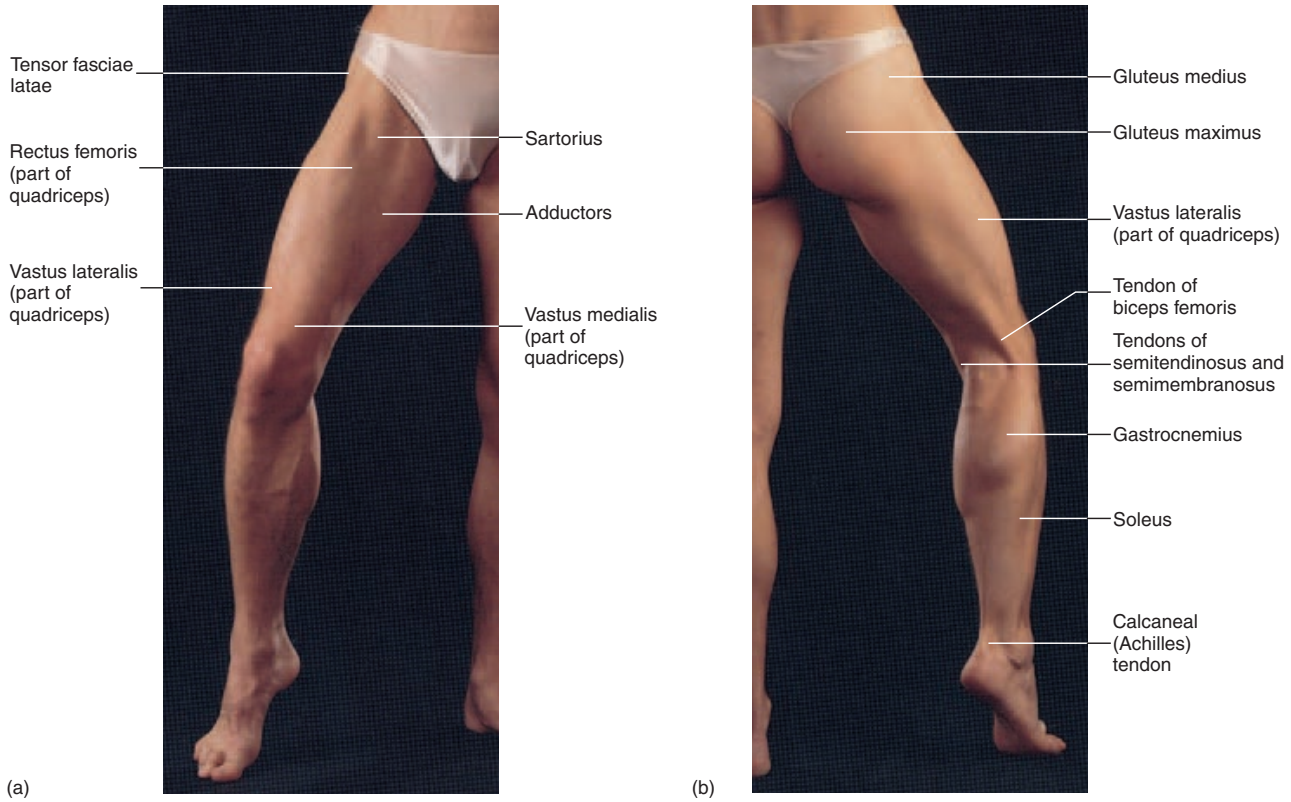 Tensor fasciae
latae
Rectus femoris
(part of
quadriceps)
Vastus lateralis
(part of
quadriceps)
Sartorius
Adductors
Vastus medialis
(part of
quadriceps)
(a)
Gluteus medius
Gluteus maximus
Vastus lateralis
(part of quadriceps)
Tendon of
biceps femoris
Tendons of
semitendinosus and
semimembranosus
Gastrocnemius
Soleus
Calcaneal
(Achilles)
tendon
(b)